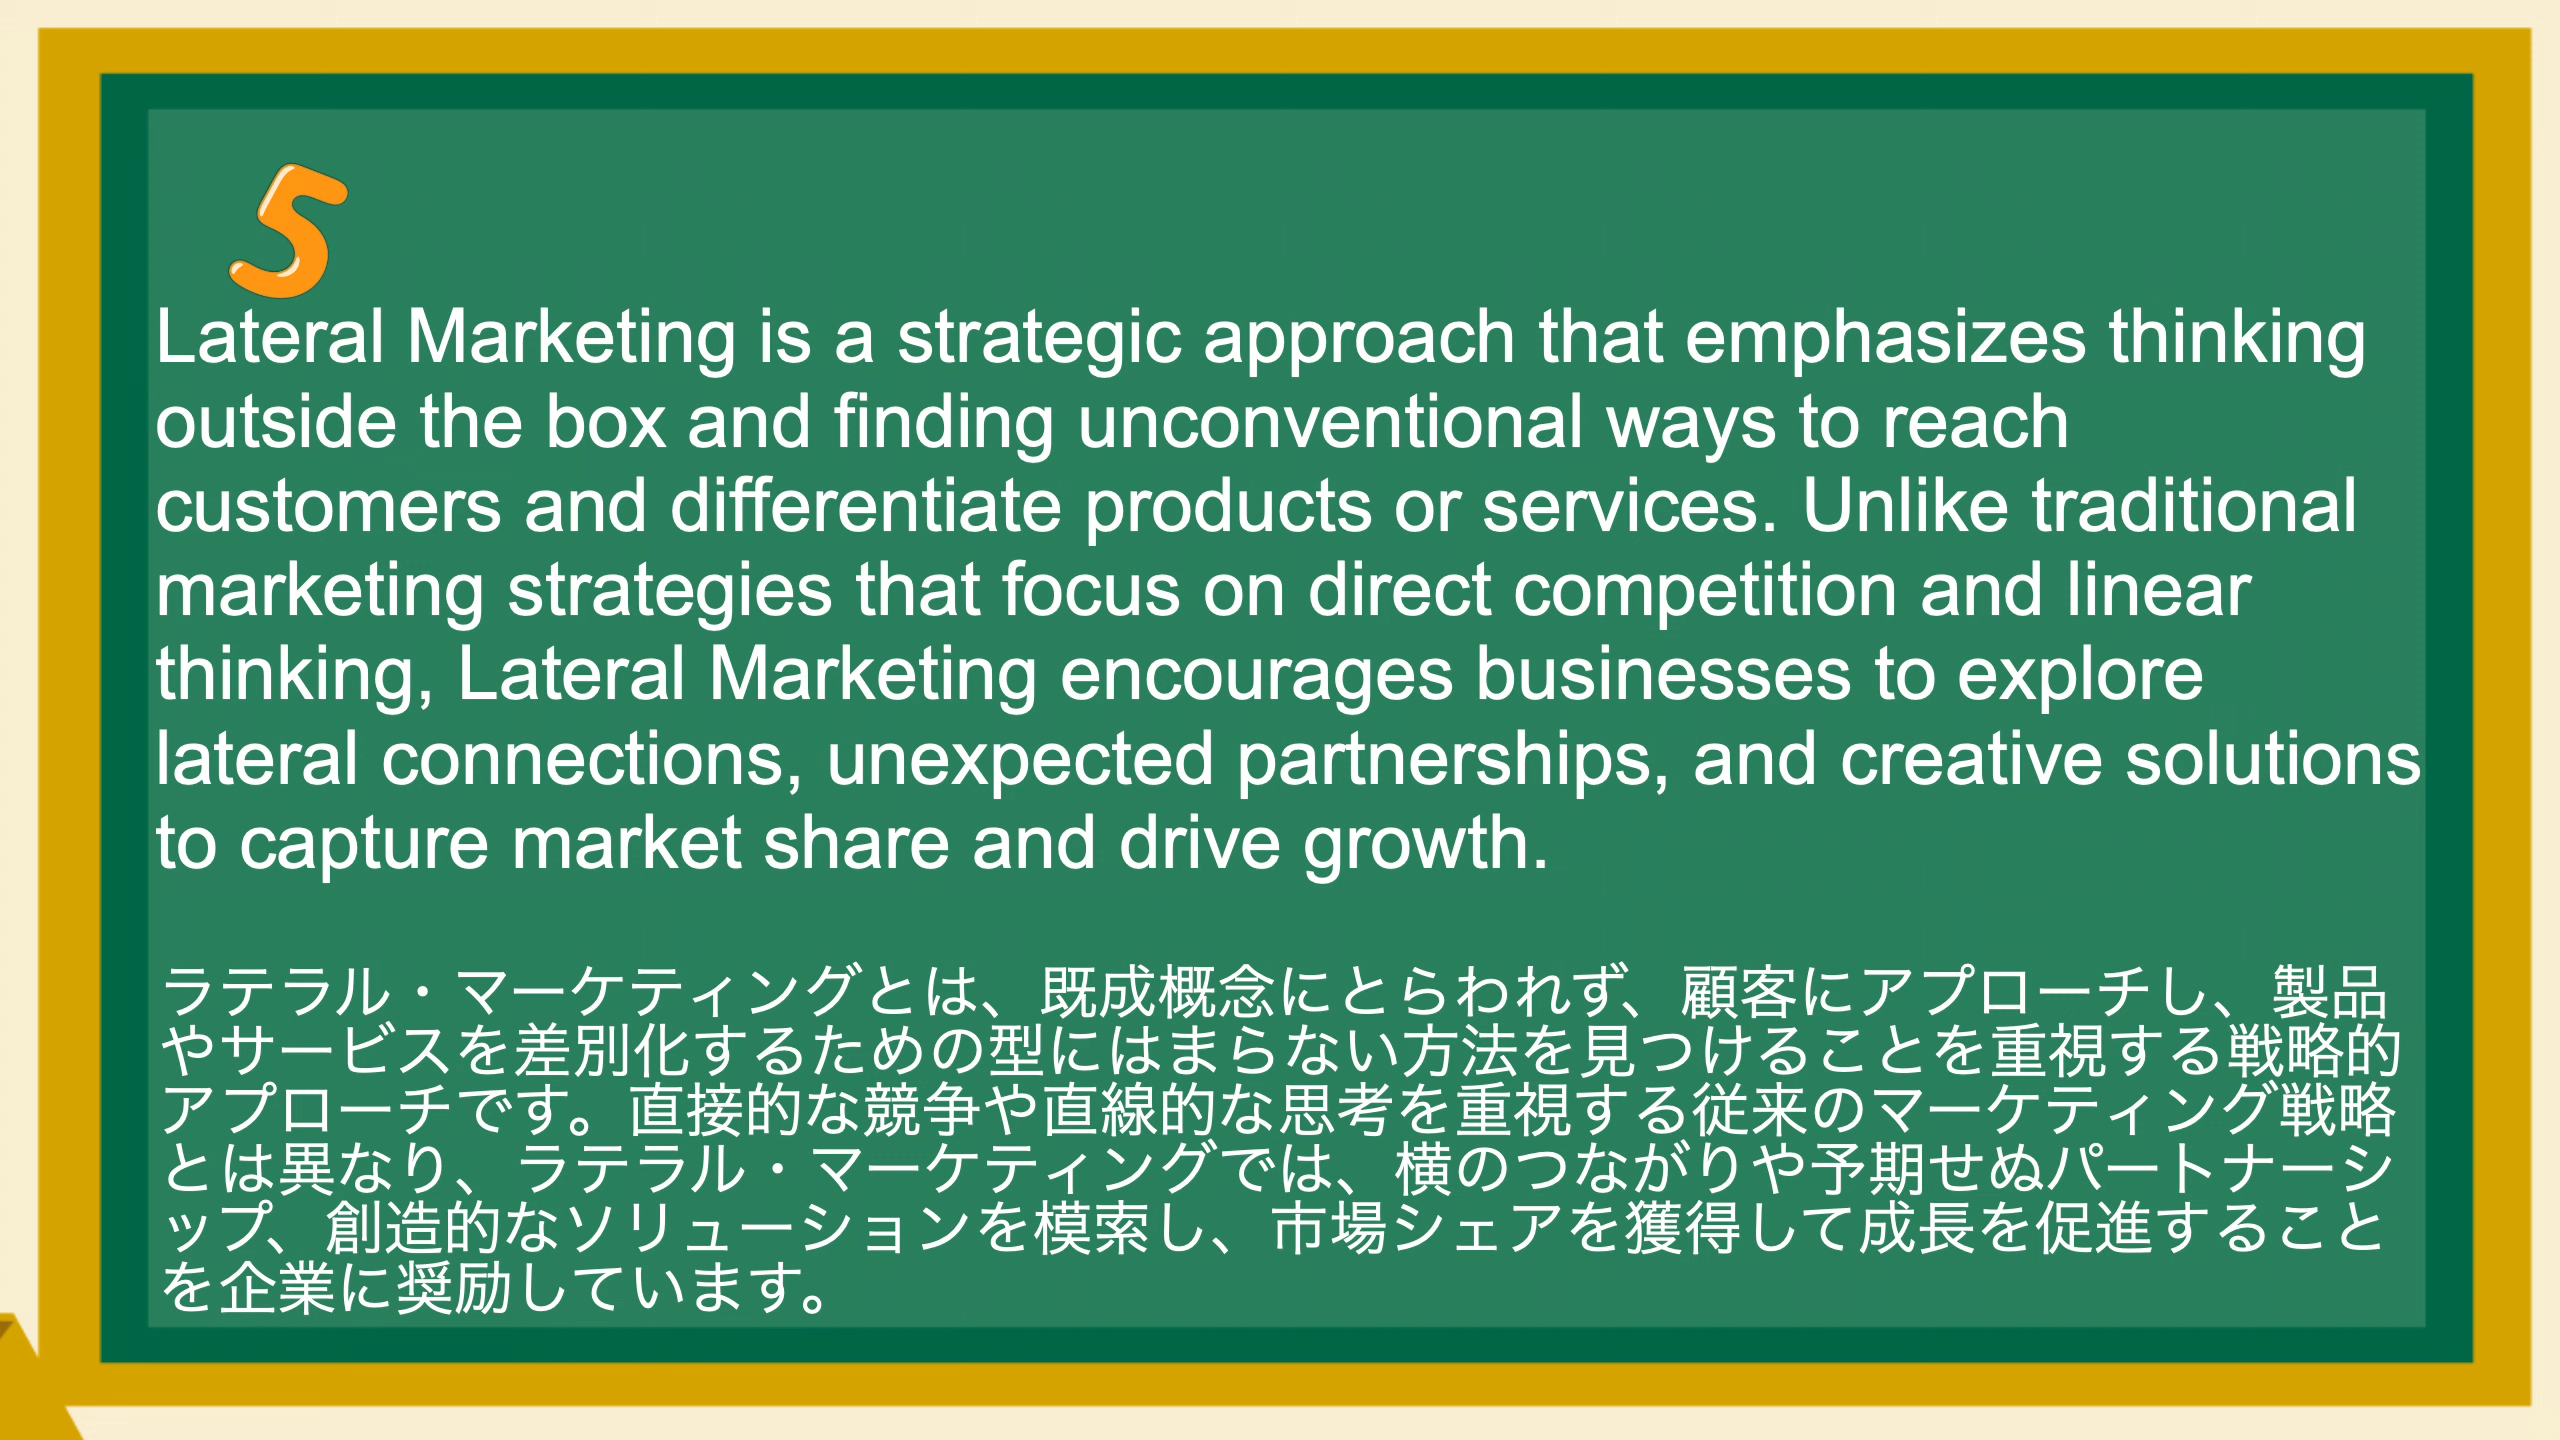 5
Lateral Marketing is a strategic approach that emphasizes thinking
outside the box and finding unconventional ways to reach
customers and differentiate products or services. Unlike traditional
marketing strategies that focus on direct competition and linear
thinking, Lateral Marketing encourages businesses to explore
lateral connections, unexpected partnerships, and creative solutions
to capture market share and drive growth.
ラテラル・マーケティングとは、既成概念にとらわれず、顧客にアプローチし、製品
やサービスを差別化するための型にはまらない方法を見つけることを重視する戦略的
アプローチです。直接的な競争や直線的な思考を重視する従来のマーケティング戦略
とは異なり、ラテラル・マーケティングでは、横のつながりや予期せぬパートナーシ
ップ、創造的なソリューションを模索し、市場シェアを獲得して成長を促進すること
を企業に奨励しています。